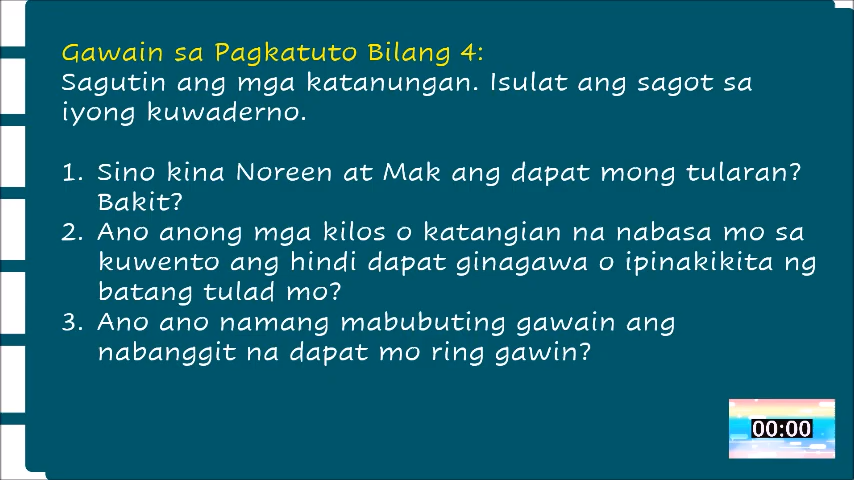 Gawain sa Pagkatuto Bilang 4:
Sagutin ang mga katanungan. Isulat ang sagot sa
iyong kuwaderno.
1. Sino kina Noreen at Mak ang dapat mong tularan?
Bakit?
2. Ano anong mga kilos o katangian na nabasa mo sa
kuwento ang hindi dapat ginagawa o ipinakikita ng
batang tulad mo?
3. Ano ano namang mabubuting gawain ang
nabanggit na dapat mo ring gawin?
00:00